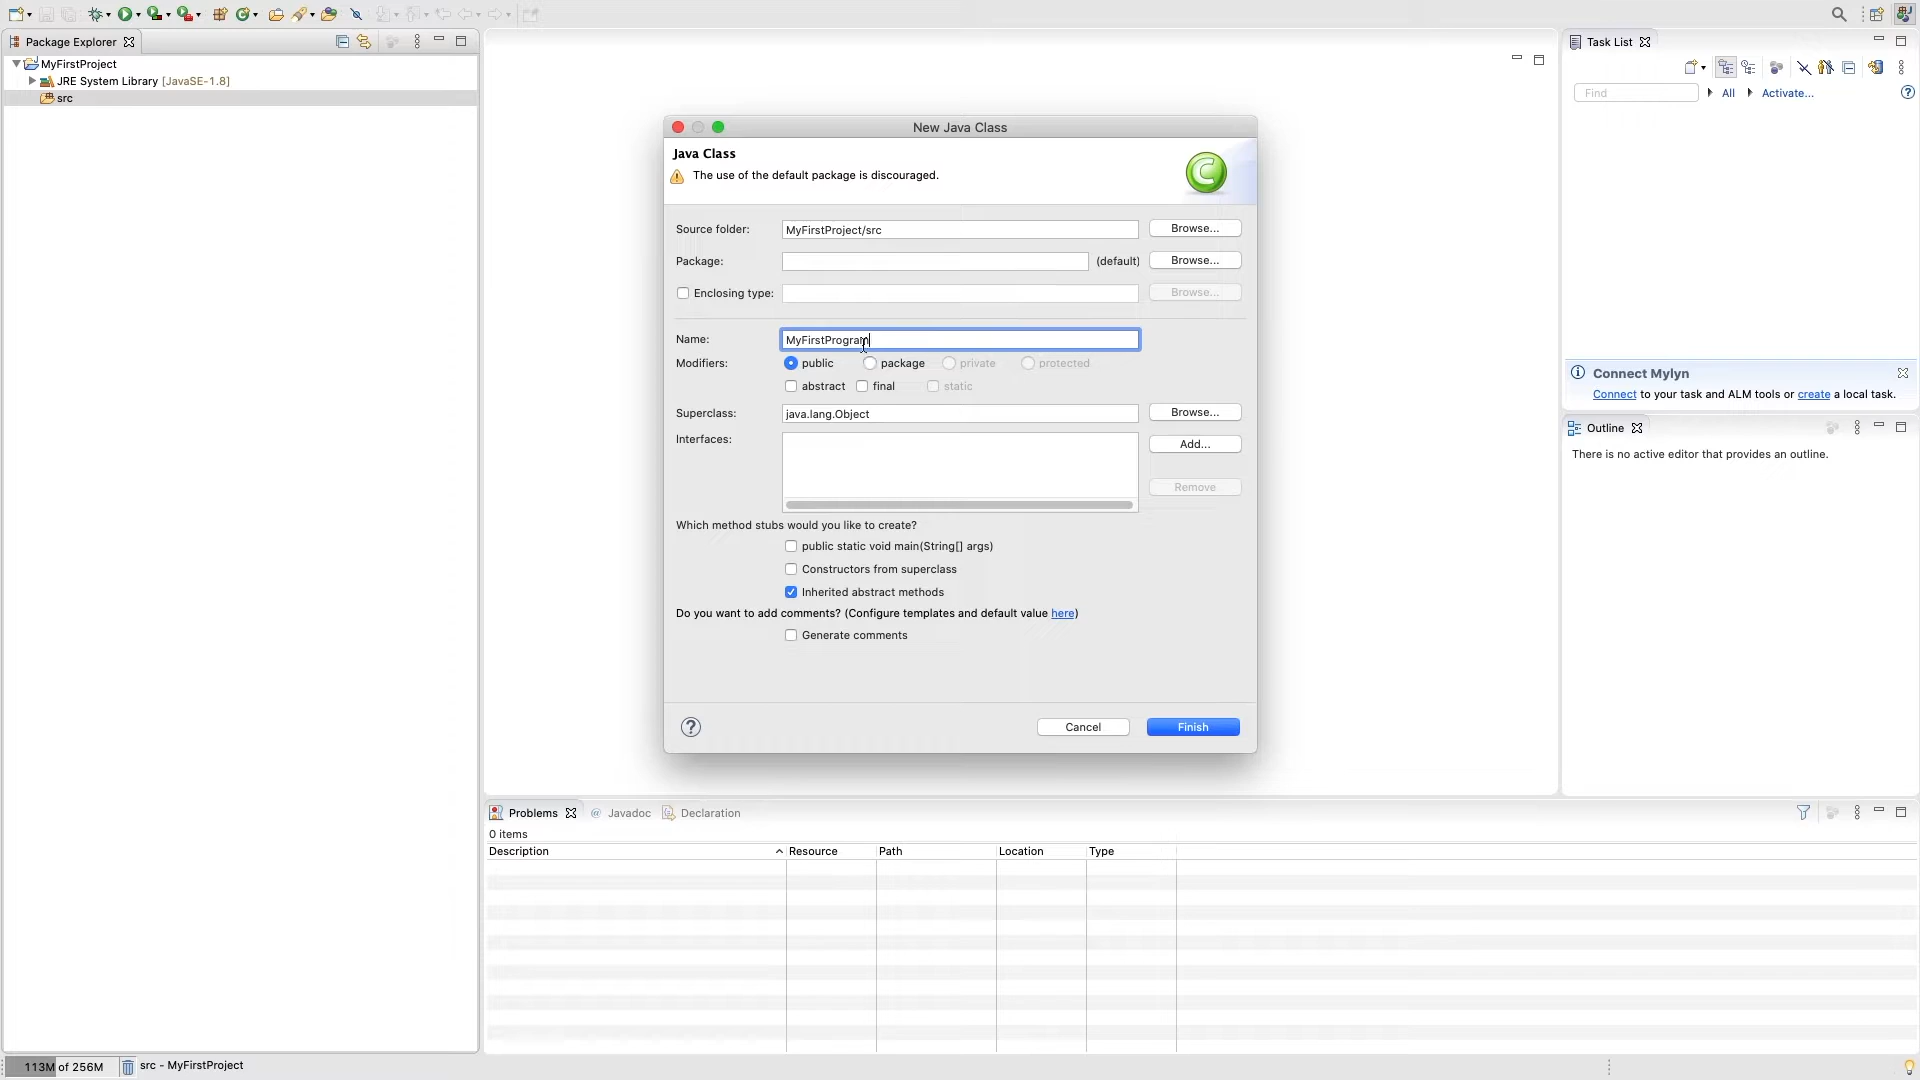 Package Explorer
MyFirstProject
JRE System Library [JavaSE-1.8]
src
New Java Class
Java Class
The use of the default package is discouraged.
Source folder: MyFirstProject/src Browse...
Package: (default) Browse...
Enclosing type: Browse...
Name: MyFirstProgram
Modifiers: public package private protected
abstract final static
Superclass: java.lang.Object Browse...
Interfaces: Add...
Remove
Which method stubs would you like to create?
public static void main(String[] args)
Constructors from superclass
Inherited abstract methods
Do you want to add comments? (Configure templates and default value here)
Generate comments
? Cancel Finish
Task List
Find All Activate... ?
Connect Mylyn
Connect to your task and ALM tools or create a local task.
Outline
There is no active editor that provides an outline.
Problems @ Javadoc Declaration
0 items
Description Resource Path Location Type
113M of 256M src - MyFirstProject